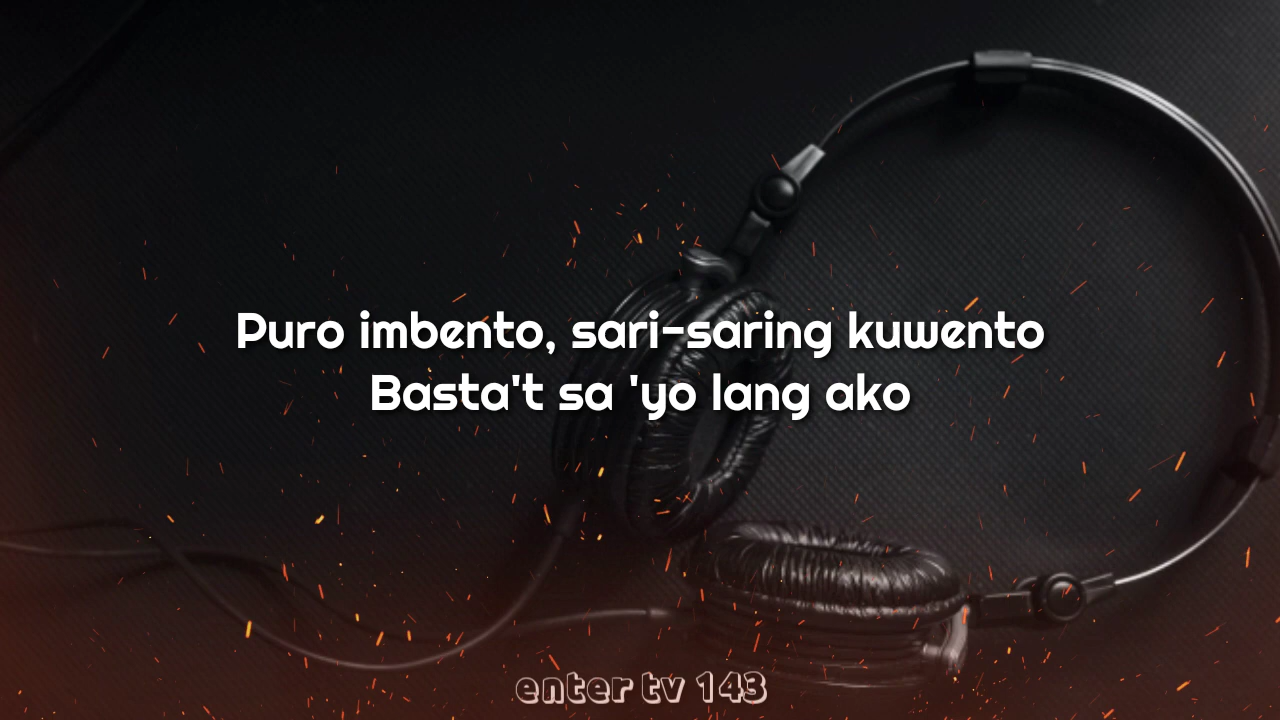 Puro imbento, sari-saring kuwento
Basta't sa 'yo lang ako
enter tv 143